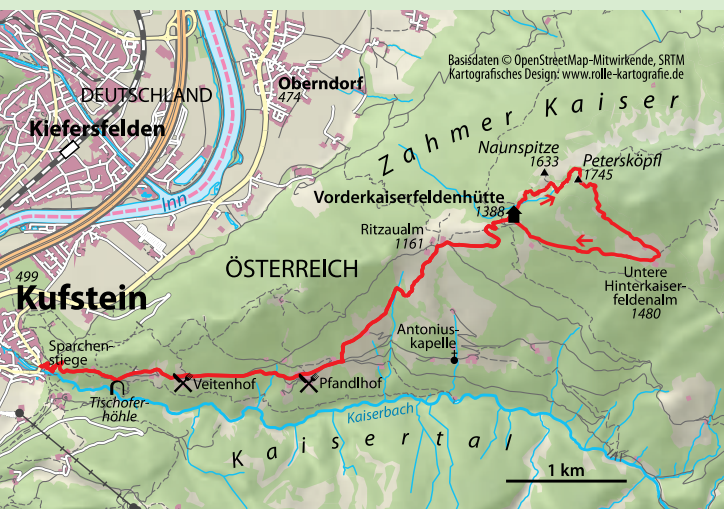 Basisdaten © OpenStreetMap-Mitwirkende, SRTM
Kartografisches Design: www.rolle-kartografie.de
DEUTSCHLAND
Oberndorf
474
Kiefersfelden
Zahmer Kaiser
Naunspitze
1633
Petersköpfl
1745
Inn
Vorderkaiserfeldenhütte
1388
Ritzaualm
1161
ÖSTERREICH
499
Kufstein
Untere
Hinterkaiser-
feldenalm
1480
Sparchen-
stiege
Antonius-
kapelle
Veitenhof
Pfandlhof
Tischofer-
höhle
Kaiserbach
Kaisertal
1 km